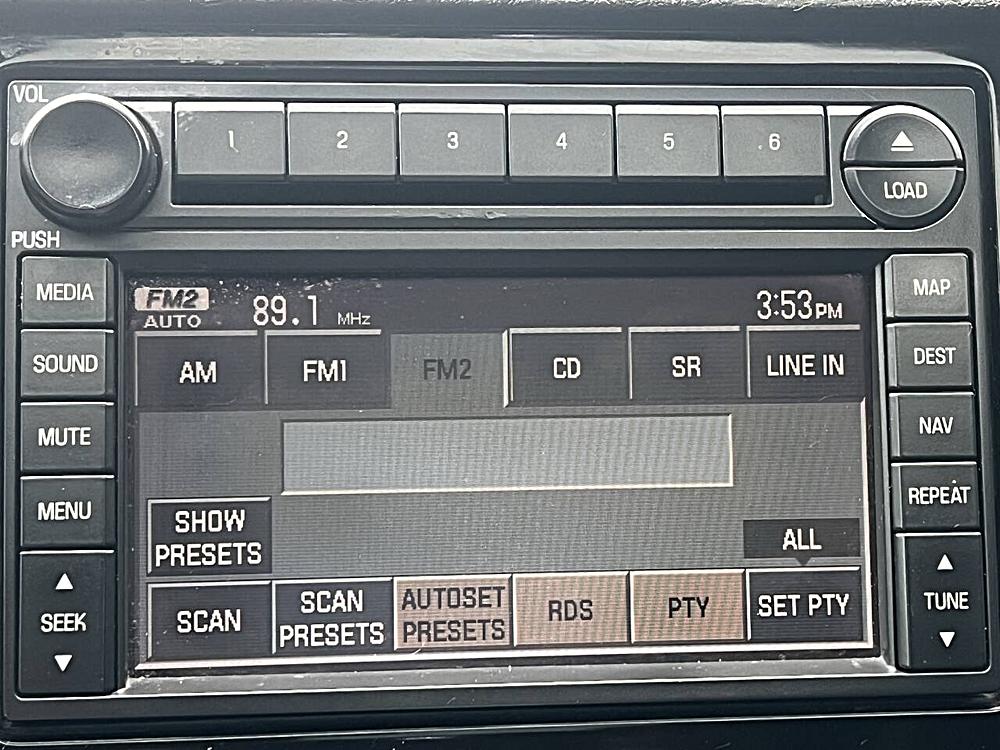 VOL
1 2 3 4 5 6
LOAD
PUSH
MEDIA
SOUND
MUTE
MENU
SEEK
FM2
AUTO
89.1 MHz
3:53PM
AM FM1 FM2 CD SR LINE IN
SHOW
PRESETS
ALL
SCAN
SCAN
PRESETS
AUTOSET
PRESETS
RDS
PTY
SET PTY
MAP
DEST
NAV
REPEAT
TUNE